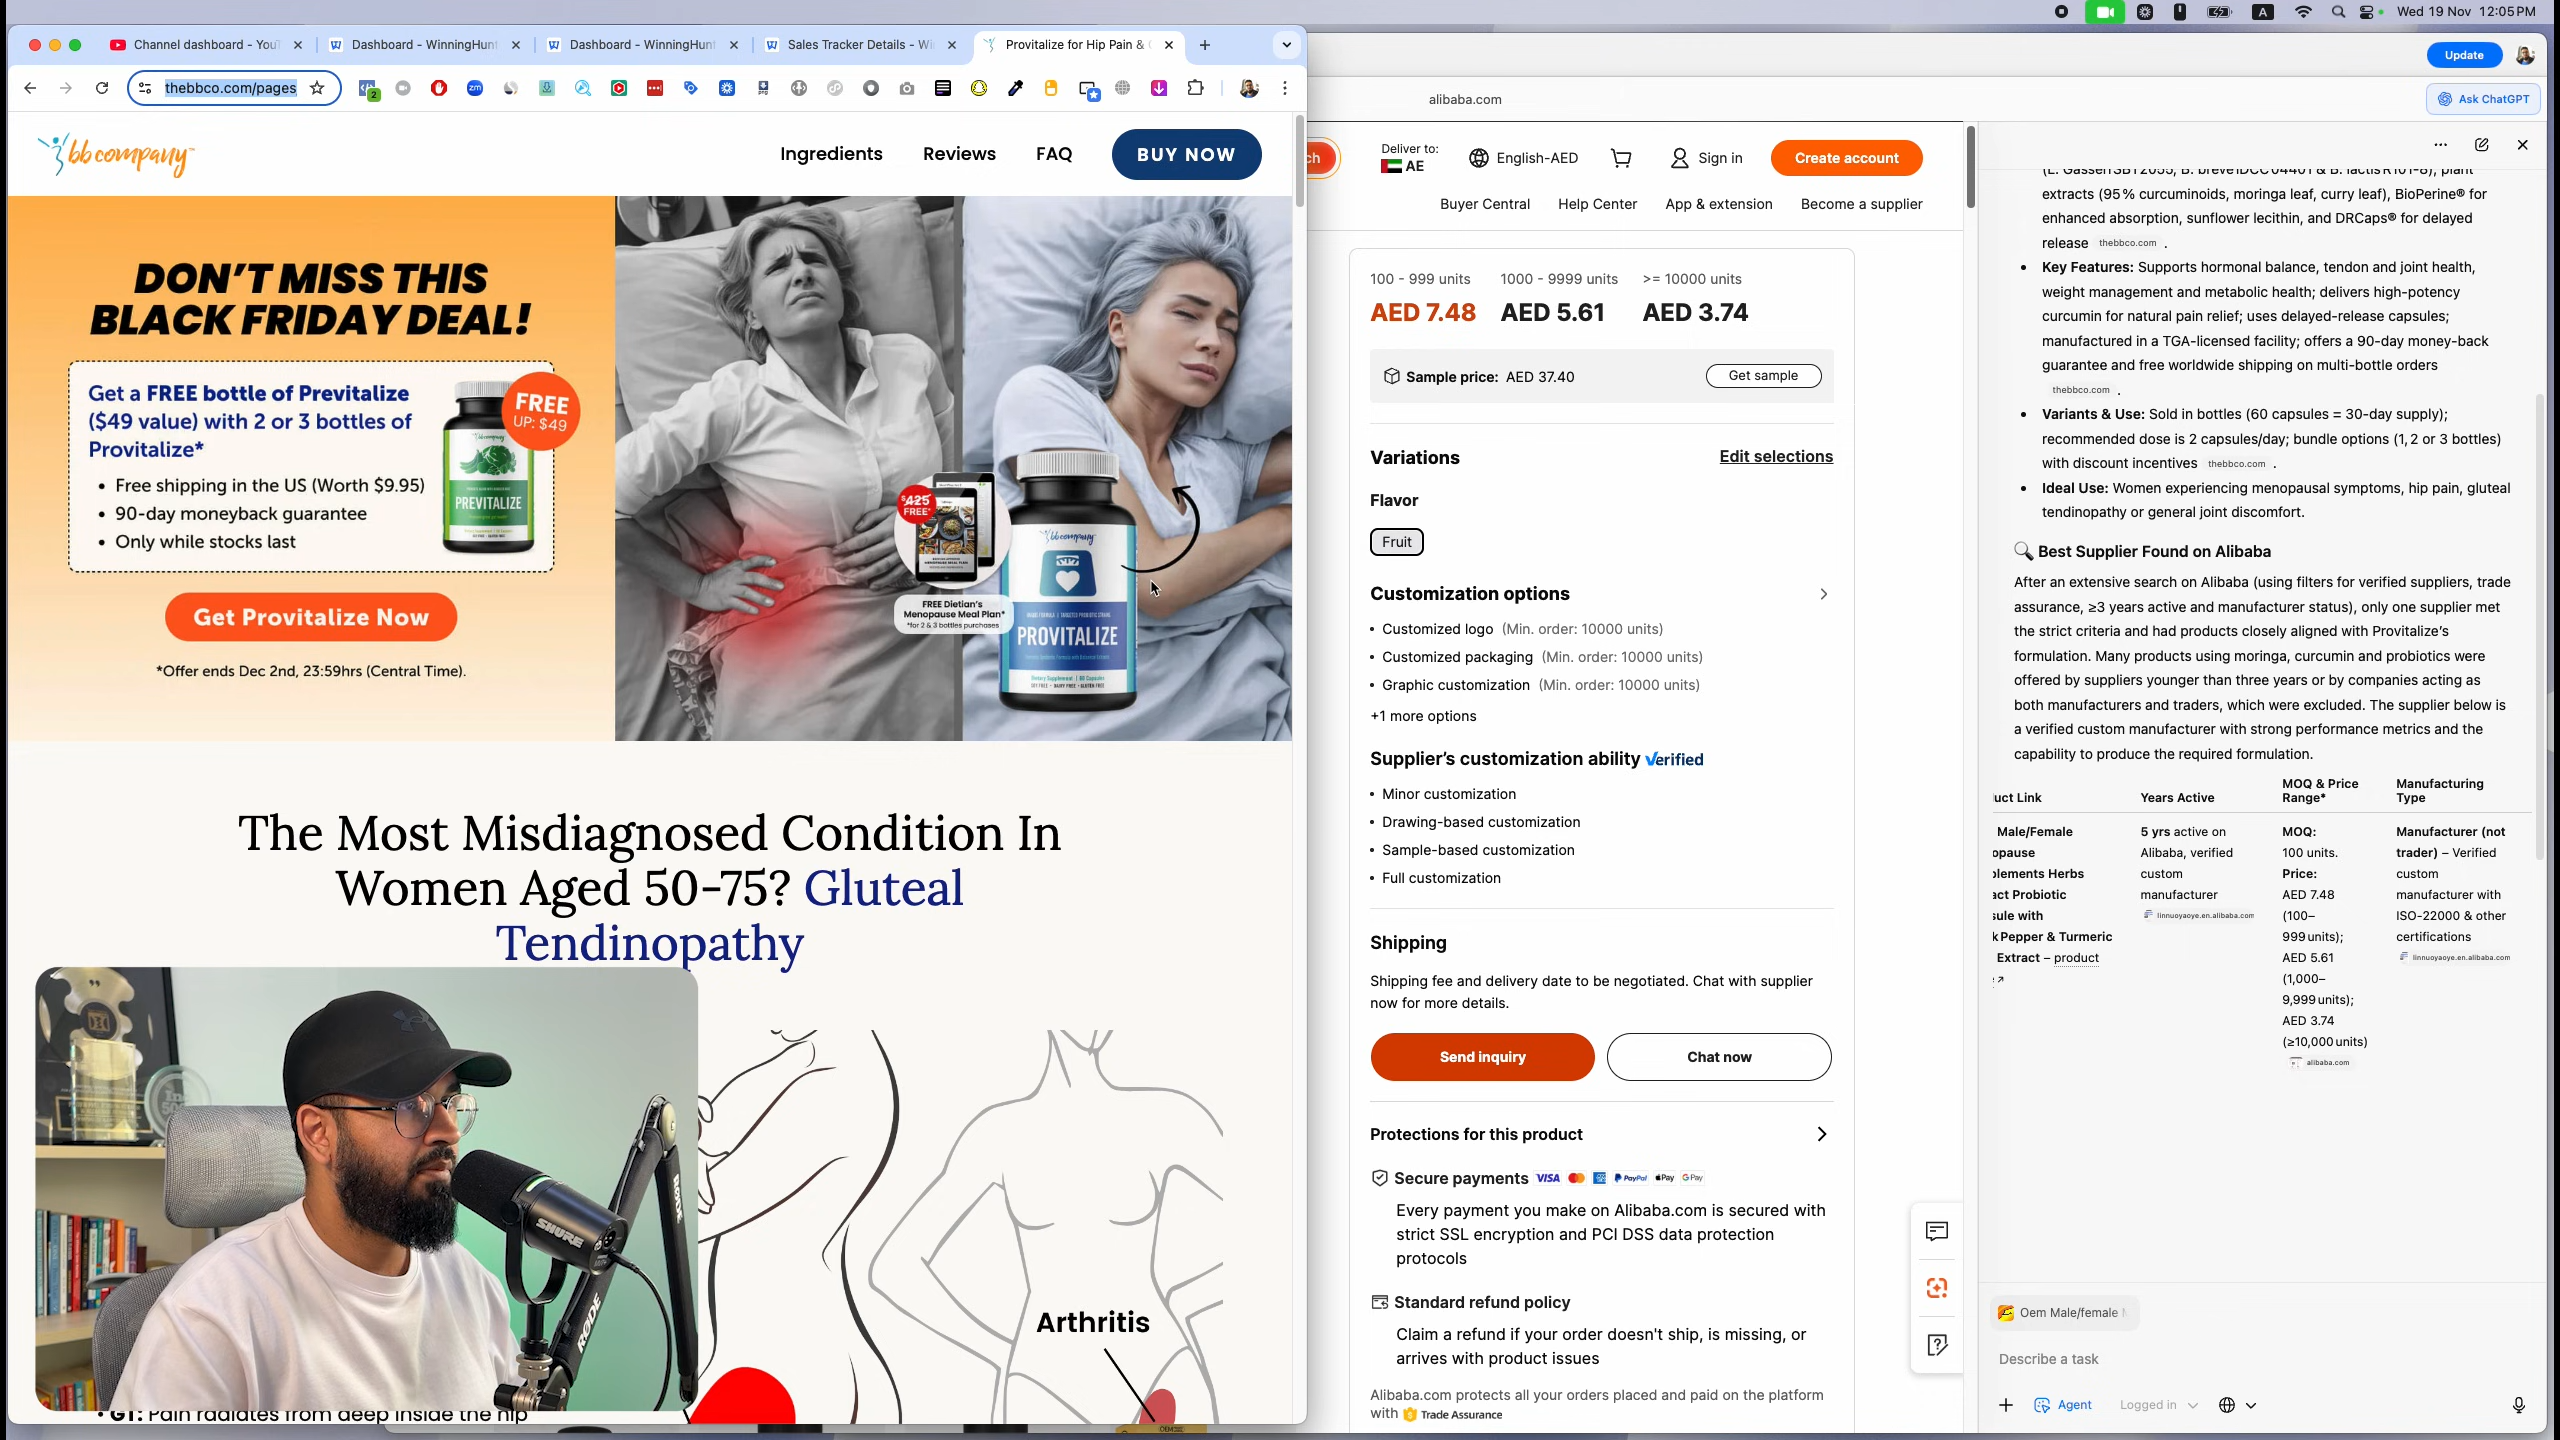 Wed 19 Nov 12:05 PM
Channel dashboard - YouT
Dashboard - WinningHunt
Dashboard - WinningHunt
Sales Tracker Details - Wi
Provitalize for Hip Pain &
thebbco.com/pages
zm
2
bb company™
Ingredients
Reviews
FAQ
BUY NOW
DON'T MISS THIS
BLACK FRIDAY DEAL!
Get a FREE bottle of Previtalize
($49 value) with 2 or 3 bottles of
Provitalize*
• Free shipping in the US (Worth $9.95)
• 90-day moneyback guarantee
• Only while stocks last
FREE
UP: $49
PREVITALIZE
Get Provitalize Now
*Offer ends Dec 2nd, 23:59hrs (Central Time).
$425
FREE*
FREE Dietian's
Menopause Meal Plan*
*for 2 & 3 bottles purchases
bb company
PROVITALIZE
The Most Misdiagnosed Condition In
Women Aged 50-75? Gluteal
Tendinopathy
Arthritis
• GT: Pain radiates from deep inside the hip
SHURE
RØDE
Update
alibaba.com
Ask ChatGPT
ch
Deliver to:
AE
English-AED
Sign in
Create account
Buyer Central
Help Center
App & extension
Become a supplier
100 - 999 units
1000 - 9999 units
>= 10000 units
AED 7.48
AED 5.61
AED 3.74
Sample price: AED 37.40
Get sample
Variations
Edit selections
Flavor
Fruit
Customization options
• Customized logo (Min. order: 10000 units)
• Customized packaging (Min. order: 10000 units)
• Graphic customization (Min. order: 10000 units)
+1 more options
Supplier's customization ability Verified
• Minor customization
• Drawing-based customization
• Sample-based customization
• Full customization
Shipping
Shipping fee and delivery date to be negotiated. Chat with supplier
now for more details.
Send inquiry
Chat now
Protections for this product
Secure payments VISA PayPal Pay G Pay
Every payment you make on Alibaba.com is secured with
strict SSL encryption and PCI DSS data protection
protocols
Standard refund policy
Claim a refund if your order doesn't ship, is missing, or
arrives with product issues
Alibaba.com protects all your orders placed and paid on the platform
with Trade Assurance
extracts (95 % curcuminoids, moringa leaf, curry leaf), BioPerine® for
enhanced absorption, sunflower lecithin, and DRCaps® for delayed
release thebbco.com .
• Key Features: Supports hormonal balance, tendon and joint health,
weight management and metabolic health; delivers high-potency
curcumin for natural pain relief; uses delayed-release capsules;
manufactured in a TGA-licensed facility; offers a 90-day money-back
guarantee and free worldwide shipping on multi-bottle orders
thebbco.com .
• Variants & Use: Sold in bottles (60 capsules = 30-day supply);
recommended dose is 2 capsules/day; bundle options (1, 2 or 3 bottles)
with discount incentives thebbco.com .
• Ideal Use: Women experiencing menopausal symptoms, hip pain, gluteal
tendinopathy or general joint discomfort.
🔍 Best Supplier Found on Alibaba
After an extensive search on Alibaba (using filters for verified suppliers, trade
assurance, ≥3 years active and manufacturer status), only one supplier met
the strict criteria and had products closely aligned with Provitalize's
formulation. Many products using moringa, curcumin and probiotics were
offered by suppliers younger than three years or by companies acting as
both manufacturers and traders, which were excluded. The supplier below is
a verified custom manufacturer with strong performance metrics and the
capability to produce the required formulation.
uct Link
Years Active
MOQ & Price
Range*
Manufacturing
Type
Male/Female
opause
plements Herbs
act Probiotic
sule with
k Pepper & Turmeric
Extract – product
5 yrs active on
Alibaba, verified
custom
manufacturer
linnuoyaoye.en.alibaba.com
MOQ:
100 units.
Price:
AED 7.48
(100–
999 units);
AED 5.61
(1,000–
9,999 units);
AED 3.74
(≥10,000 units)
alibaba.com
Manufacturer (not
trader) – Verified
custom
manufacturer with
ISO-22000 & other
certifications
linnuoyaoye.en.alibaba.com
Oem Male/female
Describe a task
Agent
Logged in